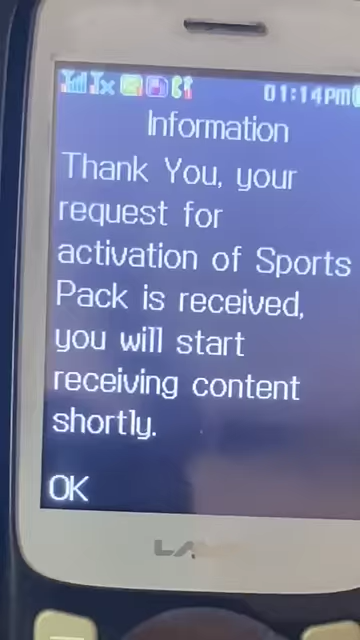 01:14PM
Information
Thank You, your
request for
activation of Sports
Pack is received,
you will start
receiving content
shortly.
OK